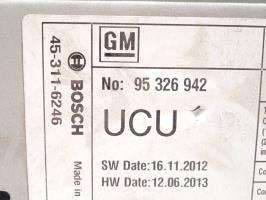 GM
No: 95 326 942
UCU
SW Date:16.11.2012
HW Date:12.06.2013
BOSCH
45-311-6246
Made in